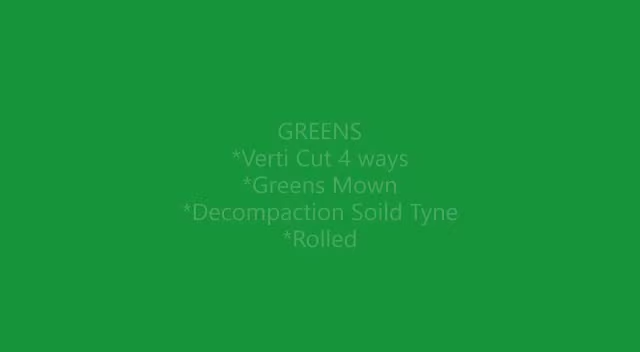 GREENS
*Verti Cut 4 ways
*Greens Mown
*Decompaction Soild Tyne
*Rolled